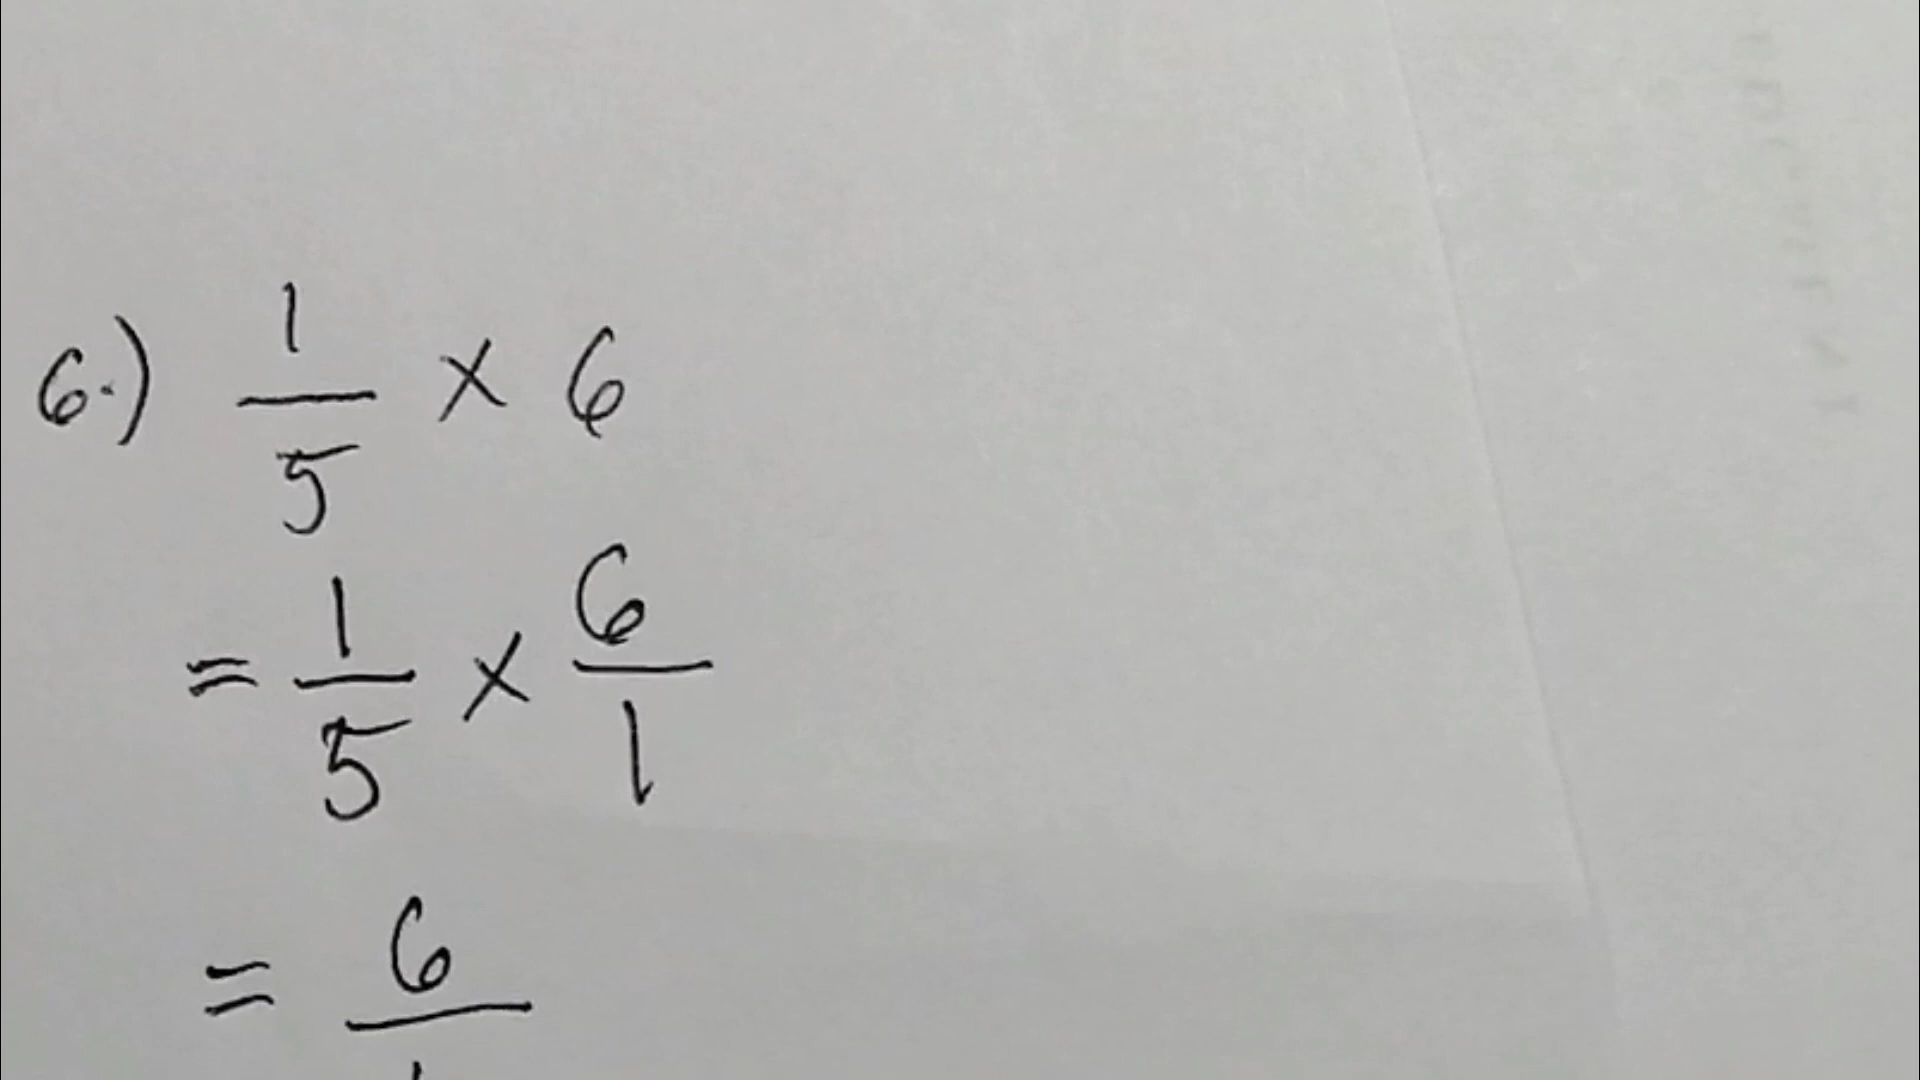 6.) 1/5 × 6
= 1/5 × 6/1
= 6/